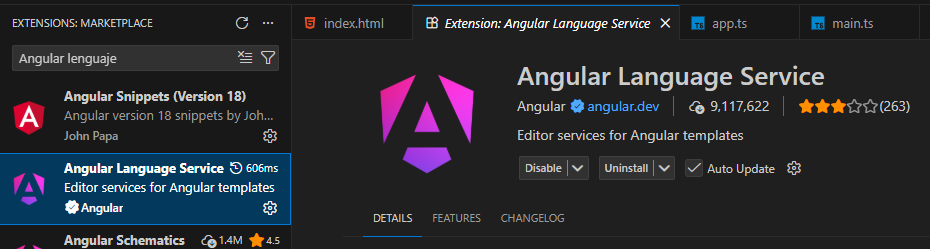 EXTENSIONS: MARKETPLACE
Angular lenguaje
Angular Snippets (Version 18)
Angular version 18 snippets by Joh...
John Papa
Angular Language Service 606ms
Editor services for Angular templates
Angular
Angular Schematics 1.4M 4.5
index.html Extension: Angular Language Service app.ts main.ts
Angular Language Service
Angular angular.dev 9,117,622 (263)
Editor services for Angular templates
Disable Uninstall Auto Update
DETAILS FEATURES CHANGELOG